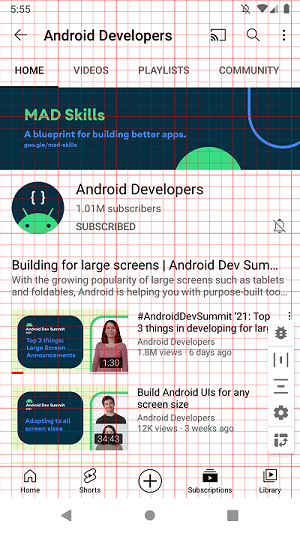 5:55
Android Developers
HOME VIDEOS PLAYLISTS COMMUNITY
MAD Skills
A blueprint for building better apps.
goo.gle/mad-skills
{ }
Android Developers
1.01M subscribers
SUBSCRIBED
Building for large screens | Android Dev Sum...
With the growing popularity of large screens such as tablets
and foldables, Android is helping you with purpose-built too...
Android Dev Summit
Top 3 things:
Large Screen
Announcements
1:30
#AndroidDevSummit '21: Top
3 things in developing for larg
Android Developers
1.8M views · 6 days ago
Android Dev Summit
Adapting to all
screen sizes
34:43
Build Android UIs for any
screen size
Android Developers
12K views · 3 weeks ago
Home Shorts Subscriptions Library